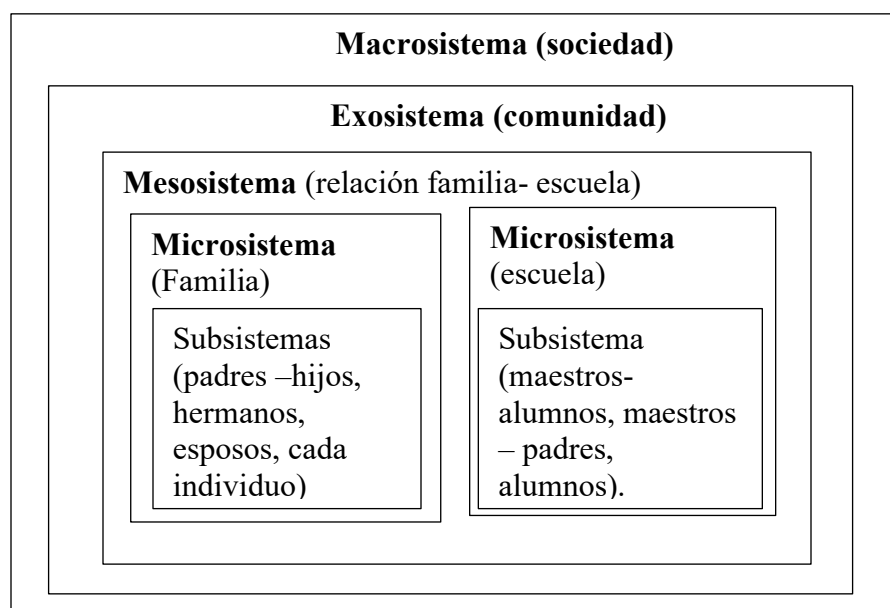 Macrosistema (sociedad)
Exosistema (comunidad)
Mesosistema (relación familia- escuela)
Microsistema
(Familia)
Subsistemas
(padres –hijos,
hermanos,
esposos, cada
individuo)
Microsistema
(escuela)
Subsistema
(maestros-
alumnos, maestros
– padres,
alumnos).